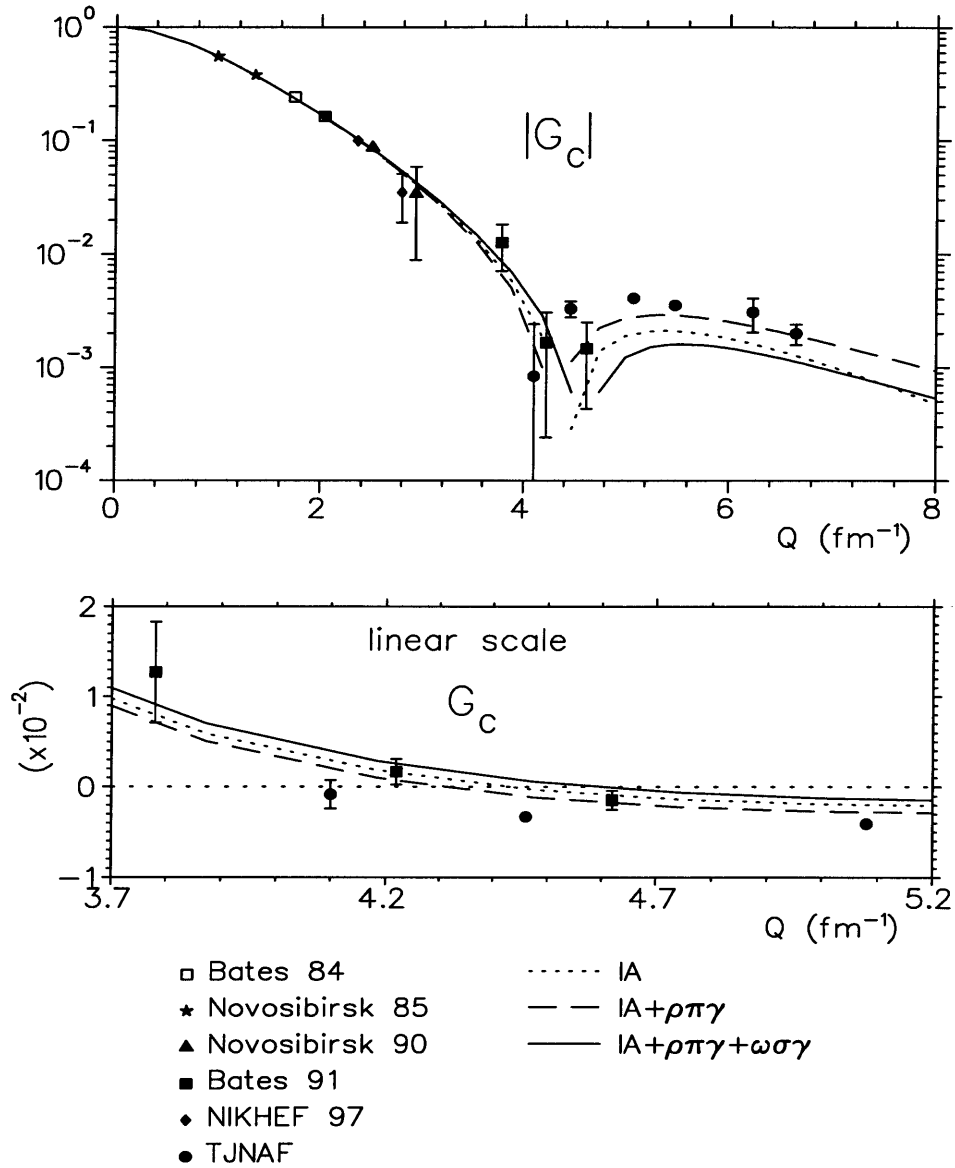 10⁰
10⁻¹
|G_C|
10⁻²
10⁻³
10⁻⁴
0 2 4 6 8
Q (fm⁻¹)
2
linear scale
G_C
1
(x10⁻²)
0
−1
3.7 4.2 4.7 5.2
Q (fm⁻¹)
Bates 84
Novosibirsk 85
Novosibirsk 90
Bates 91
NIKHEF 97
TJNAF
IA
IA+ρπγ
IA+ρπγ+ωσγ